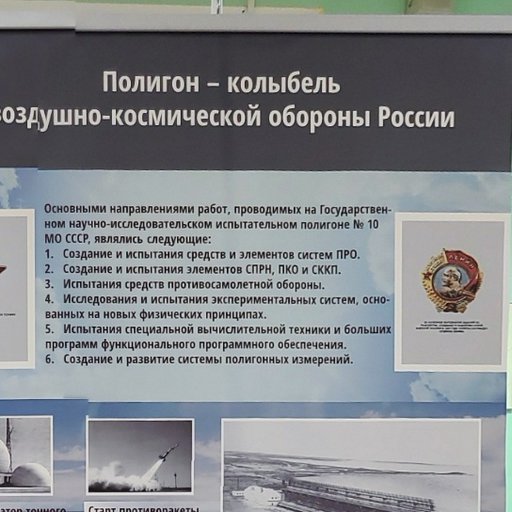 Полигон – колыбель
воздушно-космической обороны России
Основными направлениями работ, проводимых на Государствен-
ном научно-исследовательском испытательном полигоне № 10
МО СССР, являлись следующие:
1. Создание и испытания средств и элементов систем ПРО.
2. Создание и испытания элементов СПРН, ПКО и СККП.
3. Испытания средств противосамолетной обороны.
4. Исследования и испытания экспериментальных систем, осно-
ванных на новых физических принципах.
5. Испытания специальной вычислительной техники и больших
программ функционального программного обеспечения.
6. Создание и развитие системы полигонных измерений.
точного
Старт противоракеты